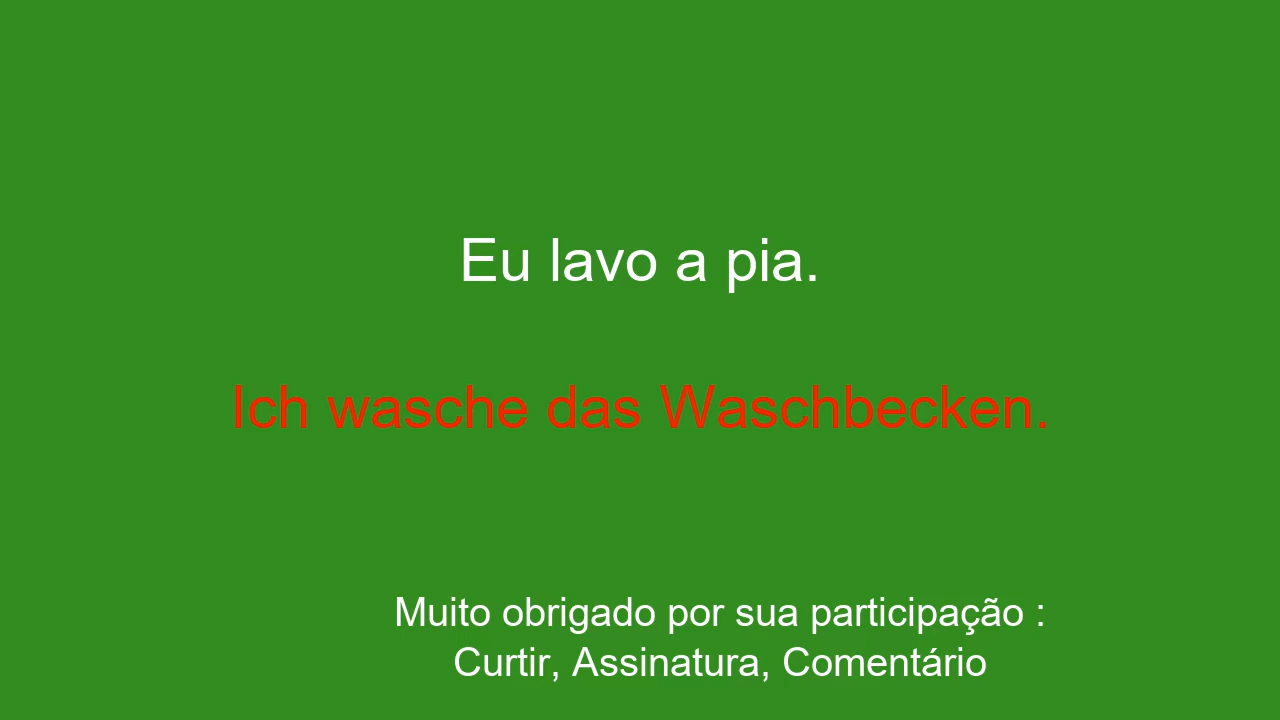 Eu lavo a pia.
Ich wasche das Waschbecken.
Muito obrigado por sua participação :
Curtir, Assinatura, Comentário